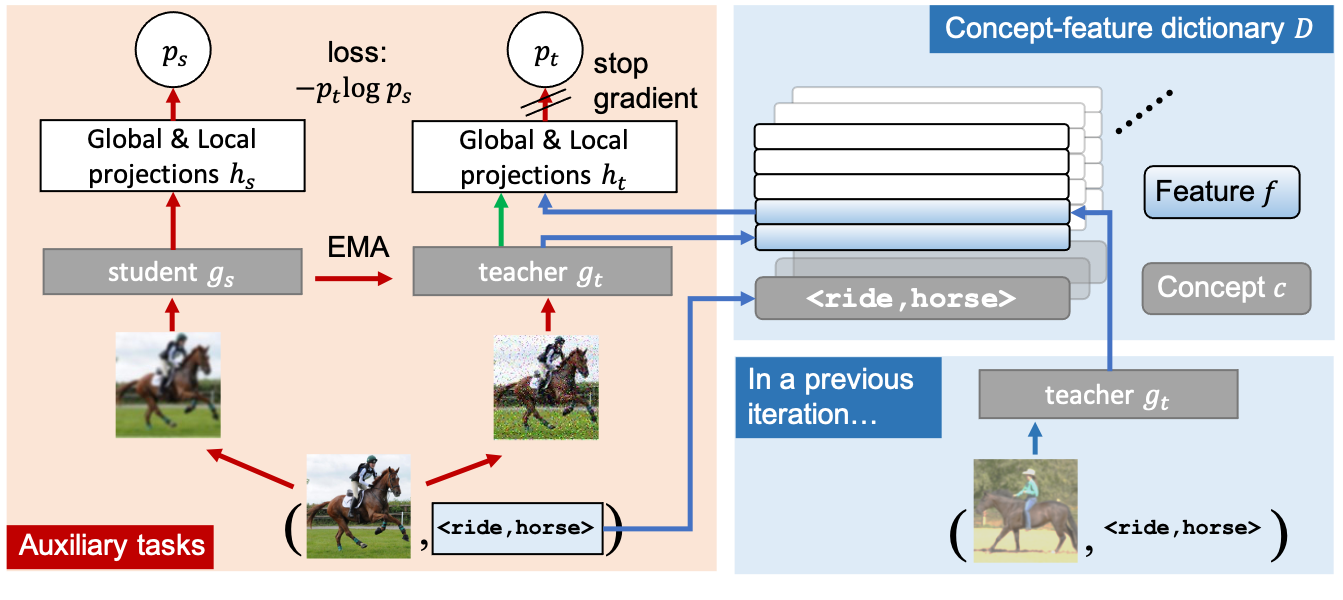 p_s
loss:
−p_t log p_s
p_t
stop
gradient
Global & Local
projections h_s
Global & Local
projections h_t
student g_s
EMA
teacher g_t
(
,
<ride,horse>
)
Auxiliary tasks
Concept-feature dictionary D
Feature f
Concept c
<ride,horse>
In a previous
iteration…
teacher g_t
(
,
<ride,horse>
)